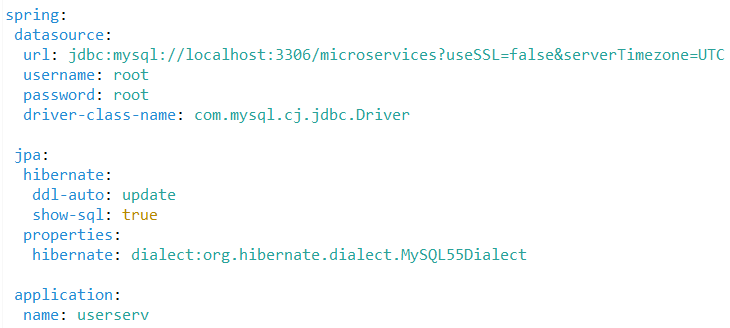 spring:
 datasource:
  url: jdbc:mysql://localhost:3306/microservices?useSSL=false&serverTimezone=UTC
  username: root
  password: root
  driver-class-name: com.mysql.cj.jdbc.Driver

 jpa:
  hibernate:
   ddl-auto: update
   show-sql: true
  properties:
   hibernate: dialect:org.hibernate.dialect.MySQL55Dialect

 application:
  name: userserv